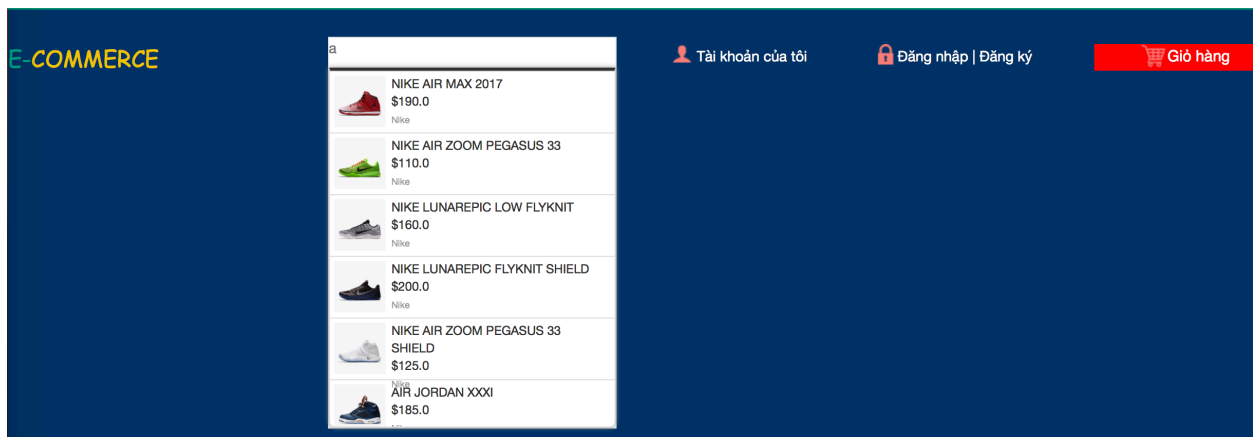 E-COMMERCE
a
Tài khoản của tôi
Đăng nhập | Đăng ký
Giỏ hàng
NIKE AIR MAX 2017
$190.0
Nike
NIKE AIR ZOOM PEGASUS 33
$110.0
Nike
NIKE LUNAREPIC LOW FLYKNIT
$160.0
Nike
NIKE LUNAREPIC FLYKNIT SHIELD
$200.0
Nike
NIKE AIR ZOOM PEGASUS 33
SHIELD
$125.0
Nike
AIR JORDAN XXXI
$185.0